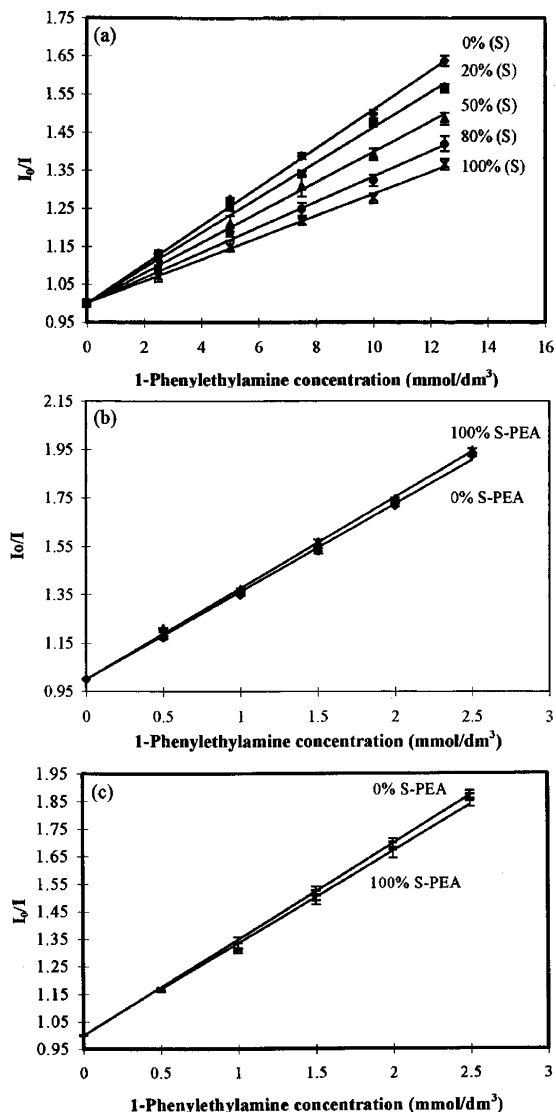 (a)
1.75
1.65
1.55
1.45
1.35
1.25
1.15
1.05
0.95
I₀/I
0% (S)
20% (S)
50% (S)
80% (S)
100% (S)
0 2 4 6 8 10 12 14 16
1-Phenylethylamine concentration (mmol/dm³)
(b)
2.15
1.95
1.75
1.55
1.35
1.15
0.95
Io/I
100% S-PEA
0% S-PEA
0 0.5 1 1.5 2 2.5 3
1-Phenylethylamine concentration (mmol/dm³)
(c)
1.95
1.85
1.75
1.65
1.55
1.45
1.35
1.25
1.15
1.05
0.95
I₀/I
0% S-PEA
100% S-PEA
0 0.5 1 1.5 2 2.5 3
1-Phenylethylamine concentration (mmol/dm³)